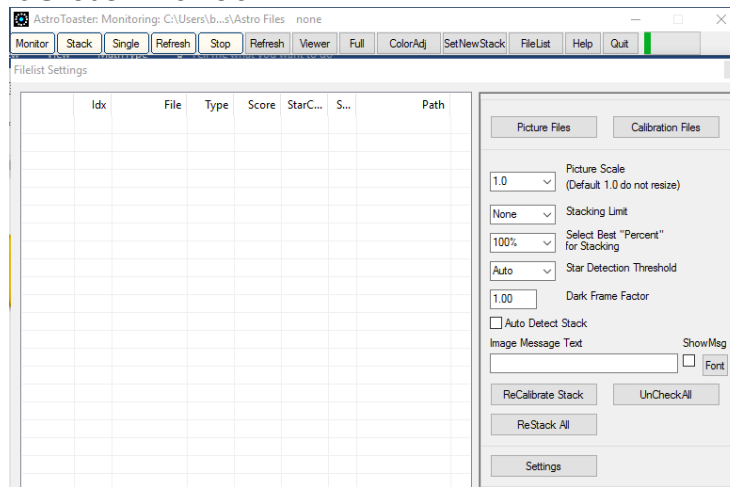 AstroToaster: Monitoring: C:\Users\b...s\Astro Files none
Monitor Stack Single Refresh Stop Refresh Viewer Full ColorAdj SetNewStack FileList Help Quit
Filelist Settings
Idx File Type Score StarC... S... Path
Picture Files Calibration Files
1.0 Picture Scale
(Default 1.0 do not resize)
None Stacking Limit
100% Select Best "Percent"
for Stacking
Auto Star Detection Threshold
1.00 Dark Frame Factor
Auto Detect Stack
Image Message Text ShowMsg
Font
ReCalibrate Stack UnCheckAll
ReStack All
Settings